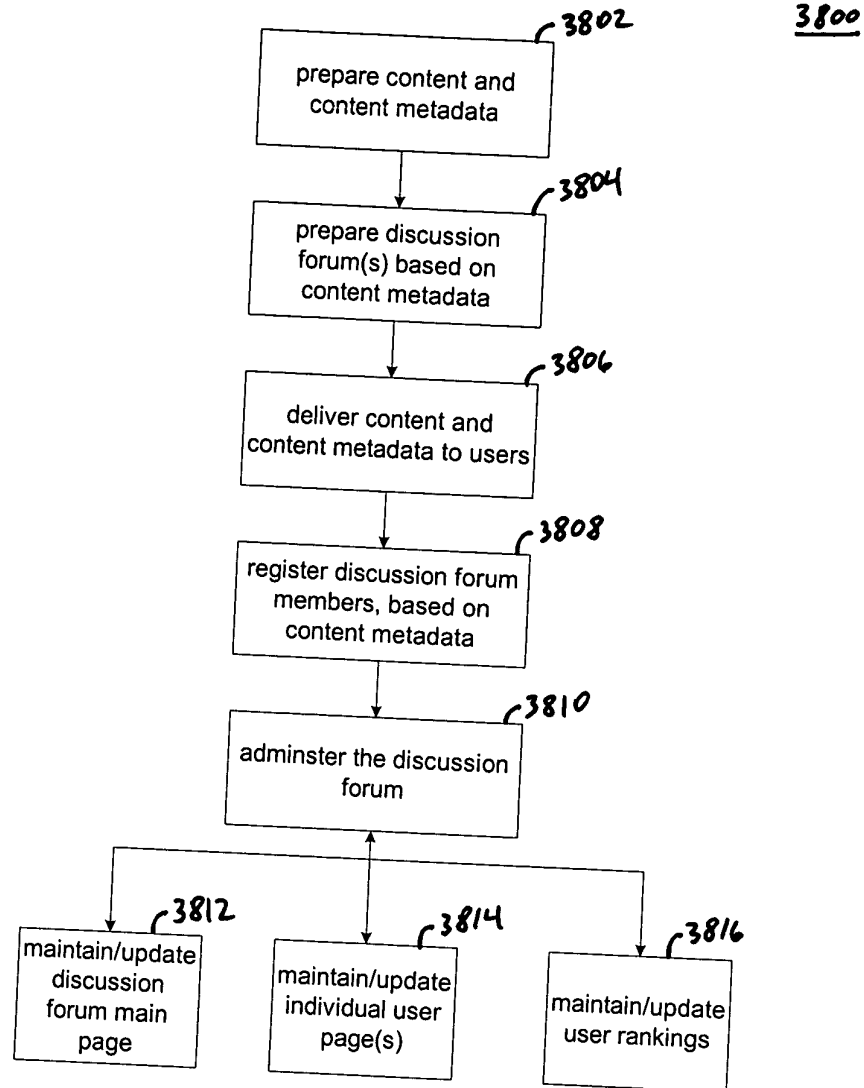 3802
3800
prepare content and
content metadata
3804
prepare discussion
forum(s) based on
content metadata
3806
deliver content and
content metadata to users
3808
register discussion forum
members, based on
content metadata
3810
adminster the discussion
forum
3812
maintain/update
discussion
forum main
page
3814
maintain/update
individual user
page(s)
3816
maintain/update
user rankings